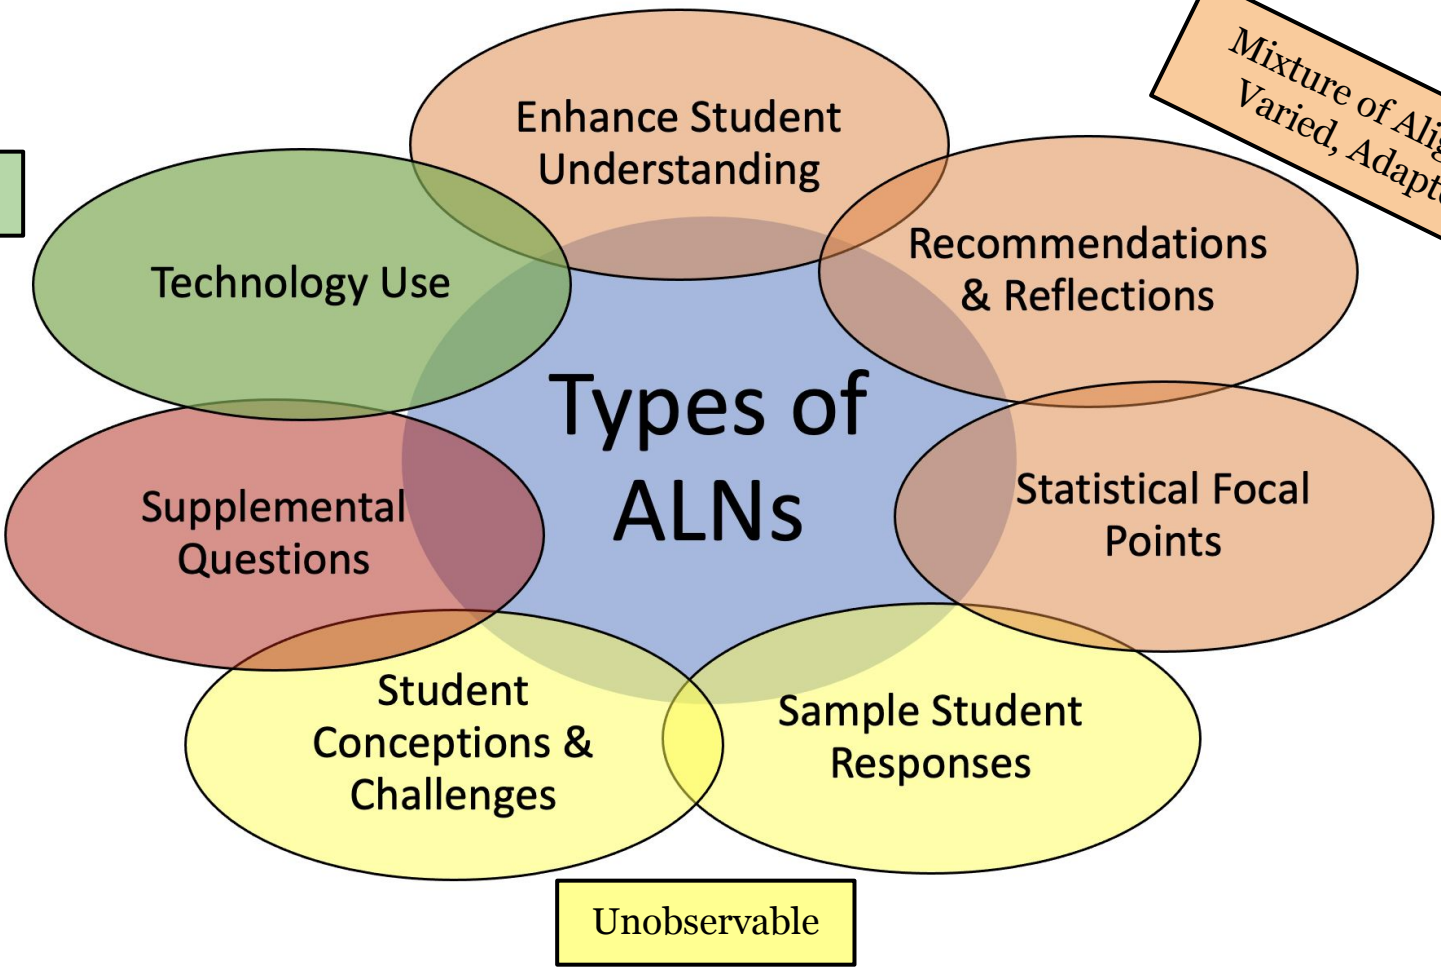 Enhance Student
Understanding
Mixture of
Varied,
Technology Use
Recommendations
& Reflections
Types of
ALNs
Supplemental
Questions
Statistical Focal
Points
Student
Conceptions &
Challenges
Sample Student
Responses
Unobservable